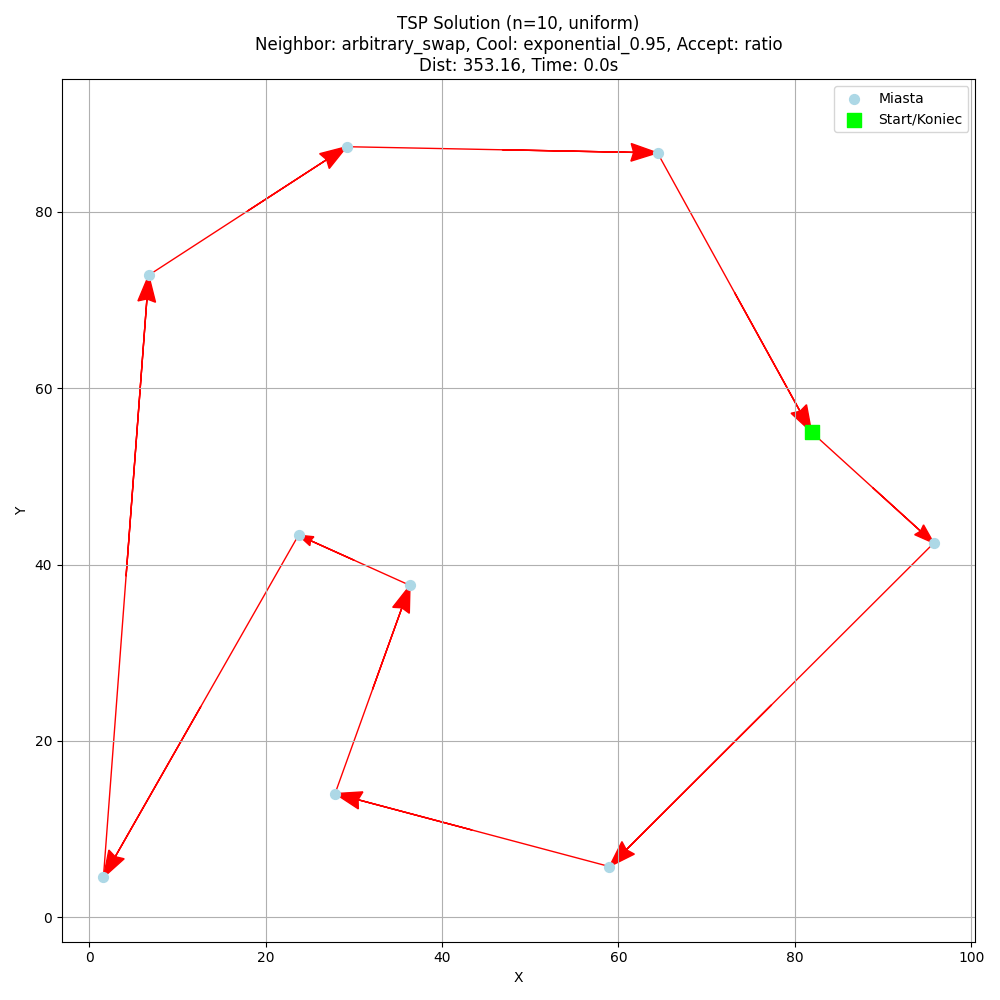 TSP Solution (n=10, uniform)
Neighbor: arbitrary_swap, Cool: exponential_0.95, Accept: ratio
Dist: 353.16, Time: 0.0s
Miasta
Start/Koniec
80
60
40
20
0
Y
0 20 40 60 80 100
X